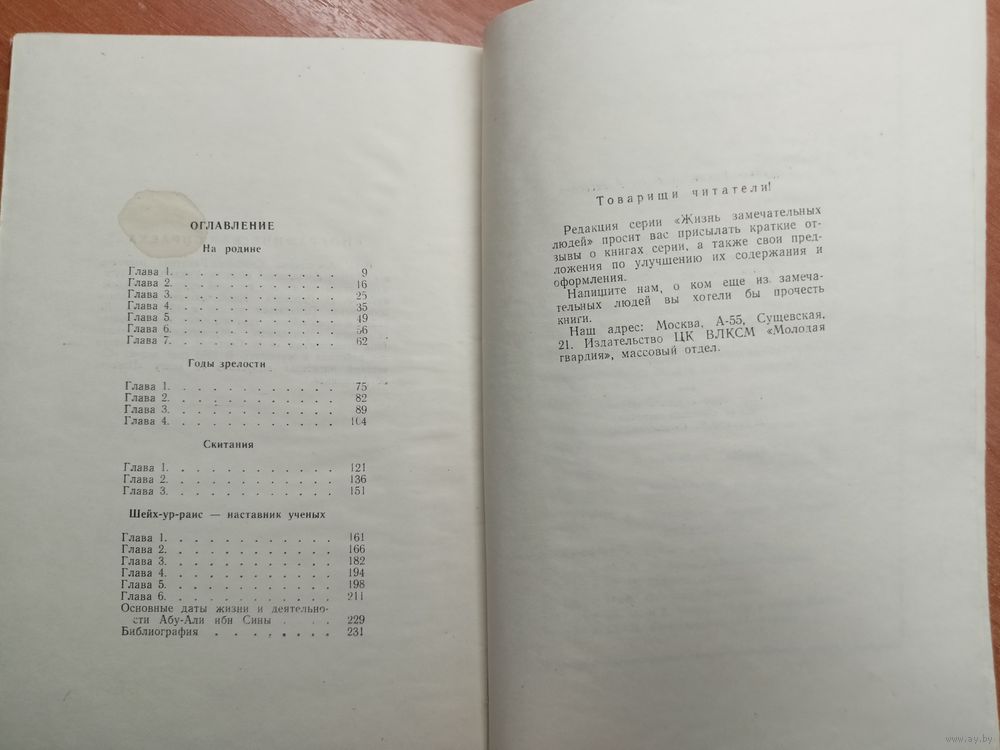 ОГЛАВЛЕНИЕ
На родине
Глава 1. . . . . . . . . . . . 9
Глава 2. . . . . . . . . . . . 16
Глава 3. . . . . . . . . . . . 25
Глава 4. . . . . . . . . . . . 35
Глава 5. . . . . . . . . . . . 49
Глава 6. . . . . . . . . . . . 56
Глава 7. . . . . . . . . . . . 62
Годы зрелости
Глава 1. . . . . . . . . . . . 75
Глава 2. . . . . . . . . . . . 82
Глава 3. . . . . . . . . . . . 89
Глава 4. . . . . . . . . . . . 104
Скитания
Глава 1. . . . . . . . . . . . 121
Глава 2. . . . . . . . . . . . 136
Глава 3. . . . . . . . . . . . 151
Шейх-ур-раис — наставник ученых
Глава 1. . . . . . . . . . . . 161
Глава 2. . . . . . . . . . . . 166
Глава 3. . . . . . . . . . . . 182
Глава 4. . . . . . . . . . . . 194
Глава 5. . . . . . . . . . . . 198
Глава 6. . . . . . . . . . . . 211
Основные даты жизни и деятельно-
сти Абу-Али ибн Сины . . . 229
Библиография . . . . . . . 231
Товарищи читатели!
Редакция серии «Жизнь замечательных
людей» просит вас присылать краткие от-
зывы о книгах серии, а также свои пред-
ложения по улучшению их содержания и
оформления.
Напишите нам, о ком еще из замеча-
тельных людей вы хотели бы прочесть
книги.
Наш адрес: Москва, А-55, Сущевская,
21. Издательство ЦК ВЛКСМ «Молодая
гвардия», массовый отдел.
www.ay.by